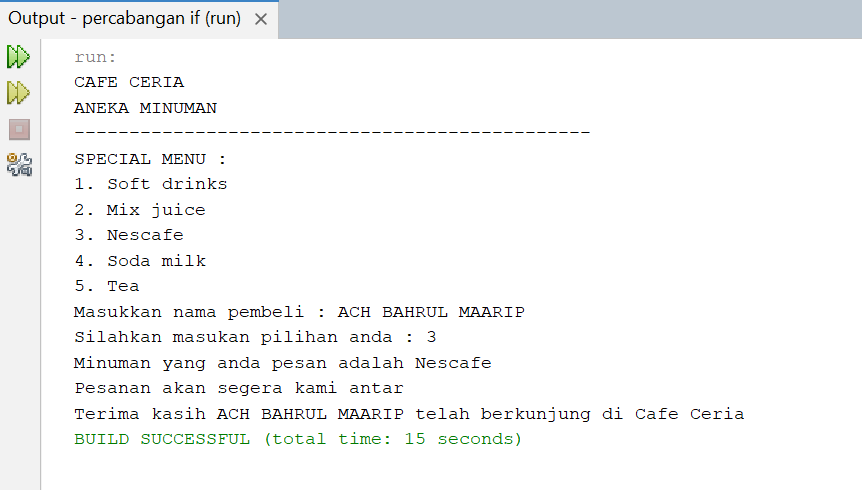 Output - percabangan if (run)
run:
CAFE CERIA
ANEKA MINUMAN
-----------------------------------------------
SPECIAL MENU :
1. Soft drinks
2. Mix juice
3. Nescafe
4. Soda milk
5. Tea
Masukkan nama pembeli : ACH BAHRUL MAARIP
Silahkan masukan pilihan anda : 3
Minuman yang anda pesan adalah Nescafe
Pesanan akan segera kami antar
Terima kasih ACH BAHRUL MAARIP telah berkunjung di Cafe Ceria
BUILD SUCCESSFUL (total time: 15 seconds)